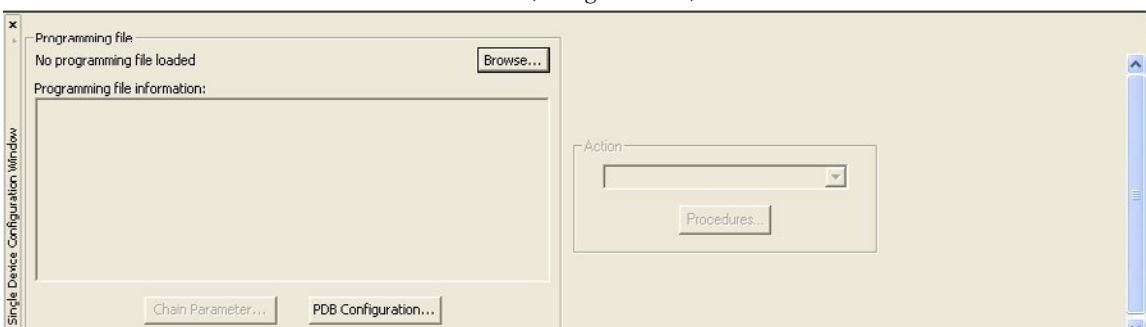 Programming file
No programming file loaded
Browse...
Programming file information:
Action
Procedures...
Chain Parameter...
PDB Configuration...
Single Device Configuration Window